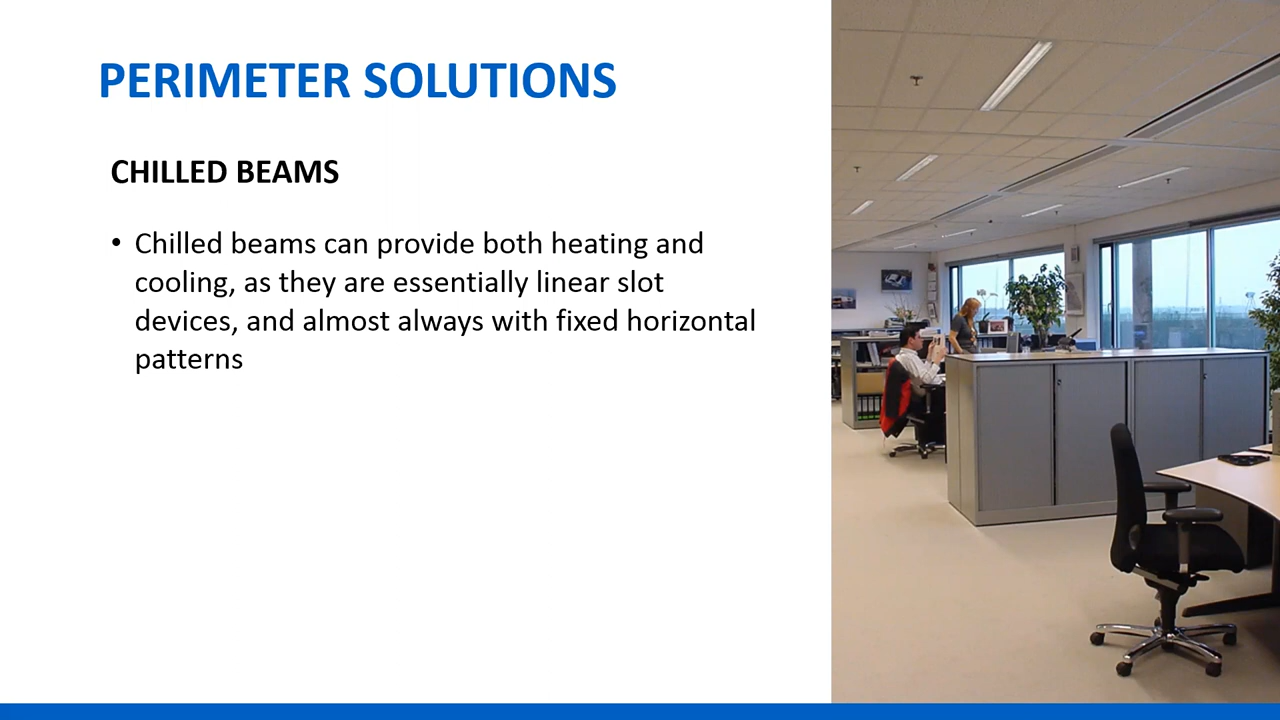 PERIMETER SOLUTIONS
CHILLED BEAMS
• Chilled beams can provide both heating and
cooling, as they are essentially linear slot
devices, and almost always with fixed horizontal
patterns